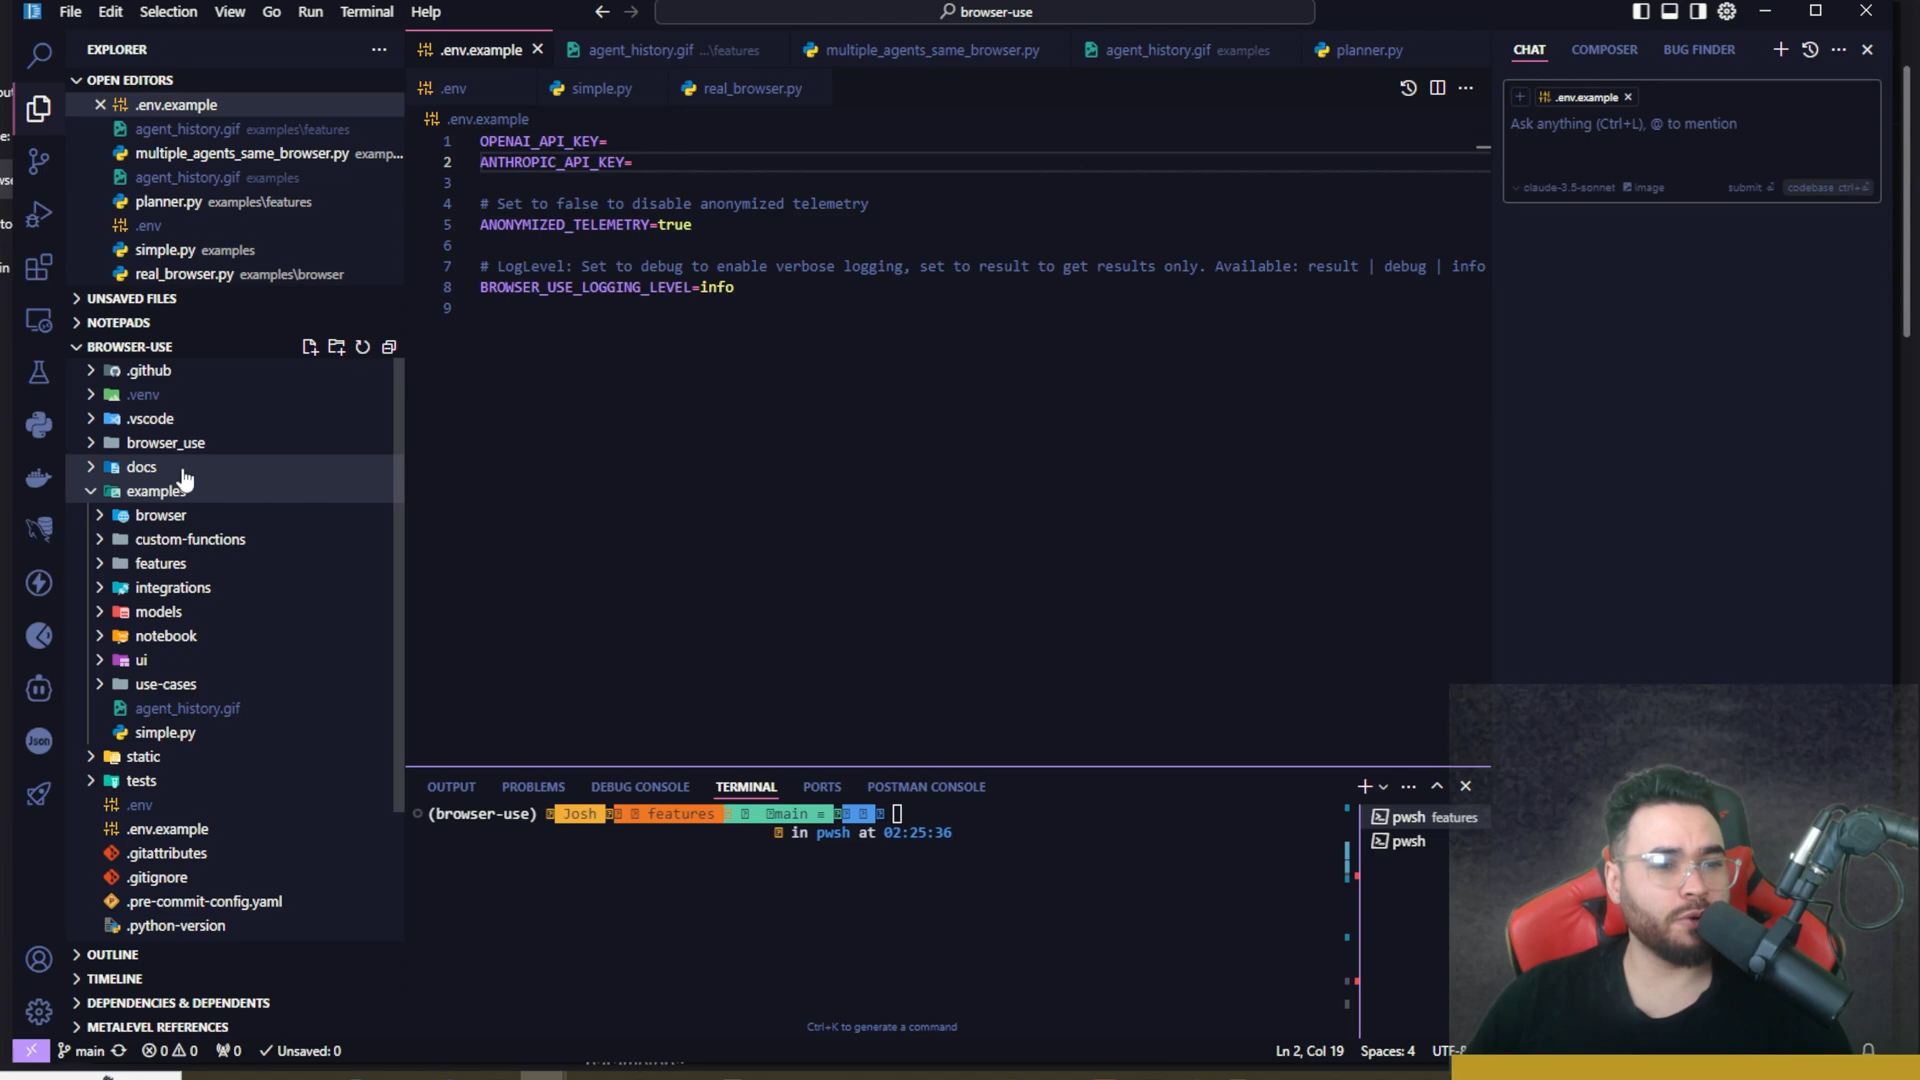 File Edit Selection View Go Run Terminal Help
browser-use
EXPLORER
OPEN EDITORS
.env.example
agent_history.gif examples\features
multiple_agents_same_browser.py examp...
agent_history.gif examples
planner.py examples\features
.env
simple.py examples
real_browser.py examples\browser
UNSAVED FILES
NOTEPADS
BROWSER-USE
.github
.venv
.vscode
browser_use
docs
examples
browser
custom-functions
features
integrations
models
notebook
ui
use-cases
agent_history.gif
simple.py
static
tests
.env
.env.example
.gitattributes
.gitignore
.pre-commit-config.yaml
.python-version
OUTLINE
TIMELINE
DEPENDENCIES & DEPENDENTS
METALEVEL REFERENCES
.env.example agent_history.gif ...\features multiple_agents_same_browser.py agent_history.gif examples planner.py
.env simple.py real_browser.py
.env.example
1 OPENAI_API_KEY=
2 ANTHROPIC_API_KEY=
3
4 # Set to false to disable anonymized telemetry
5 ANONYMIZED_TELEMETRY=true
6
7 # LogLevel: Set to debug to enable verbose logging, set to result to get results only. Available: result | debug | info
8 BROWSER_USE_LOGGING_LEVEL=info
9
OUTPUT PROBLEMS DEBUG CONSOLE TERMINAL PORTS POSTMAN CONSOLE
(browser-use) Josh features main ≡
in pwsh at 02:25:36
Ctrl+K to generate a command
pwsh features
pwsh
CHAT COMPOSER BUG FINDER
.env.example
Ask anything (Ctrl+L), @ to mention
claude-3.5-sonnet image submit codebase ctrl+
Json
main 0 0 0 Unsaved: 0
Ln 2, Col 19 Spaces: 4 UTF-8